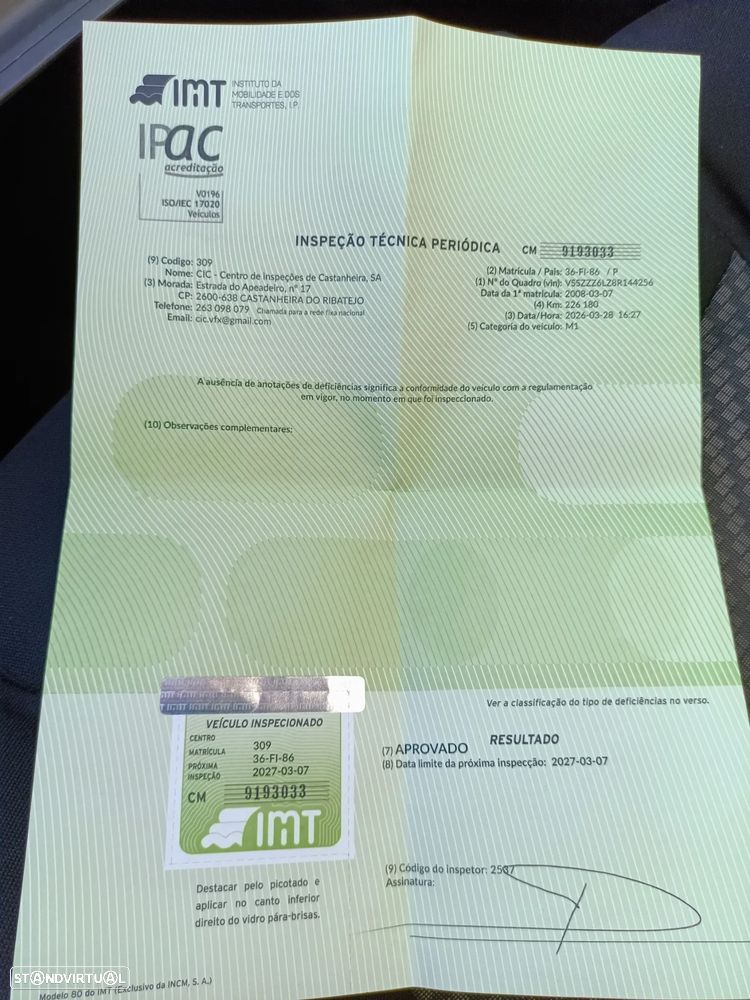 IMT INSTITUTO DA
MOBILIDADE E DOS
TRANSPORTES, I.P.
IPAC
acreditação
V0196
ISO/IEC 17020
Veículos
INSPEÇÃO TÉCNICA PERIÓDICA CM 9193033
(9) Codigo: 309
Nome: CIC - Centro de Inspeções de Castanheira, SA
(3) Morada: Estrada do Apeadeiro, nº 17
CP: 2600-638 CASTANHEIRA DO RIBATEJO
Telefone: 263 098 079 Chamada para a rede fixa nacional
Email: cic.vfx@gmail.com
(2) Matrícula / Pais: 36-FI-86 / P
(1) Nº do Quadro (vin): VSSZZZ6LZ8R144256
Data da 1ª matrícula: 2008-03-07
(4) Km: 226 180
(3) Data/Hora: 2026-03-28 16:27
(5) Categoria do veículo: M1
A ausência de anotações de deficiências significa a conformidade do veículo com a regulamentação
em vigor, no momento em que foi inspeccionado.
(10) Observações complementares:
Ver a classificação do tipo de deficiências no verso.
VEÍCULO INSPECIONADO
CENTRO 309
MATRÍCULA 36-FI-86
PRÓXIMA
INSPEÇÃO 2027-03-07
CM 9193033
IMT
RESULTADO
(7) APROVADO
(8) Data limite da próxima inspecção: 2027-03-07
(9) Código do inspetor: 2537
Assinatura:
Destacar pelo picotado e
aplicar no canto inferior
direito do vidro pára-brisas.
Modelo 80 do IMT (Exclusivo da INCM, S. A.)
STANDVIRTUAL